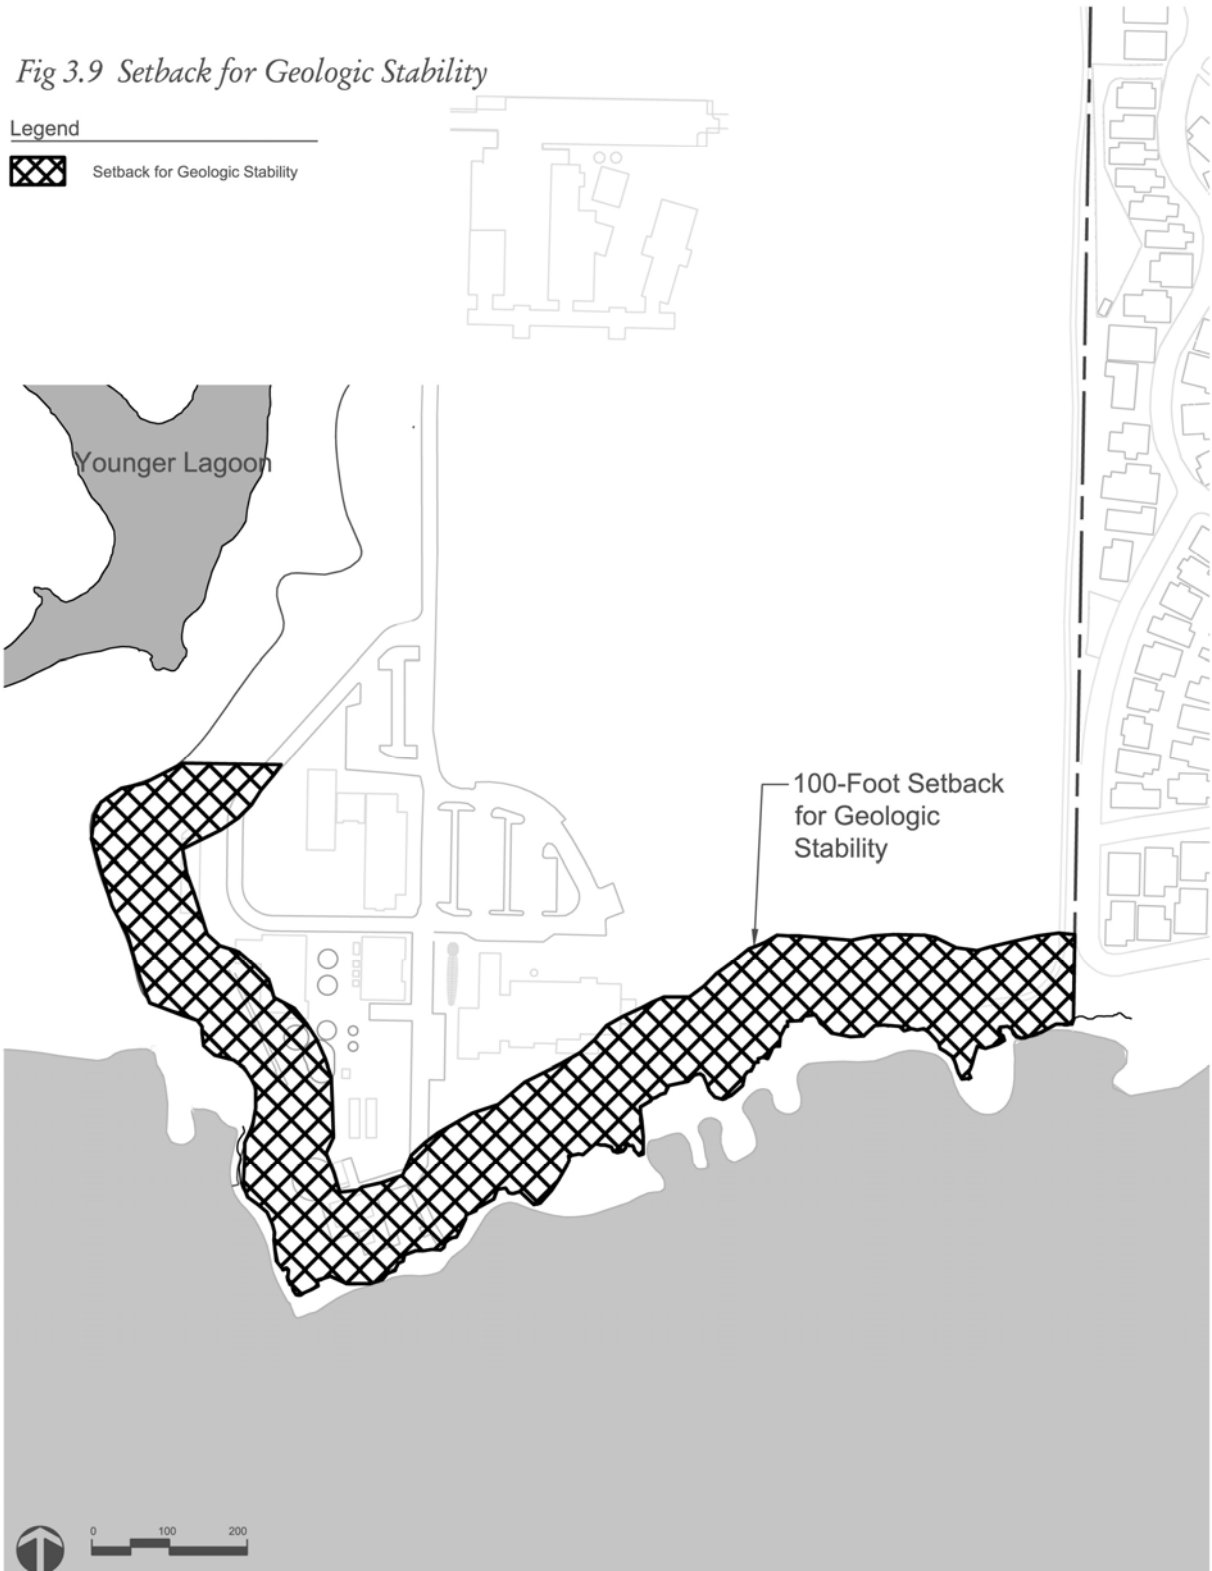 Fig 3.9 Setback for Geologic Stability
Legend
Setback for Geologic Stability
Younger Lagoon
100-Foot Setback
for Geologic
Stability
0 100 200